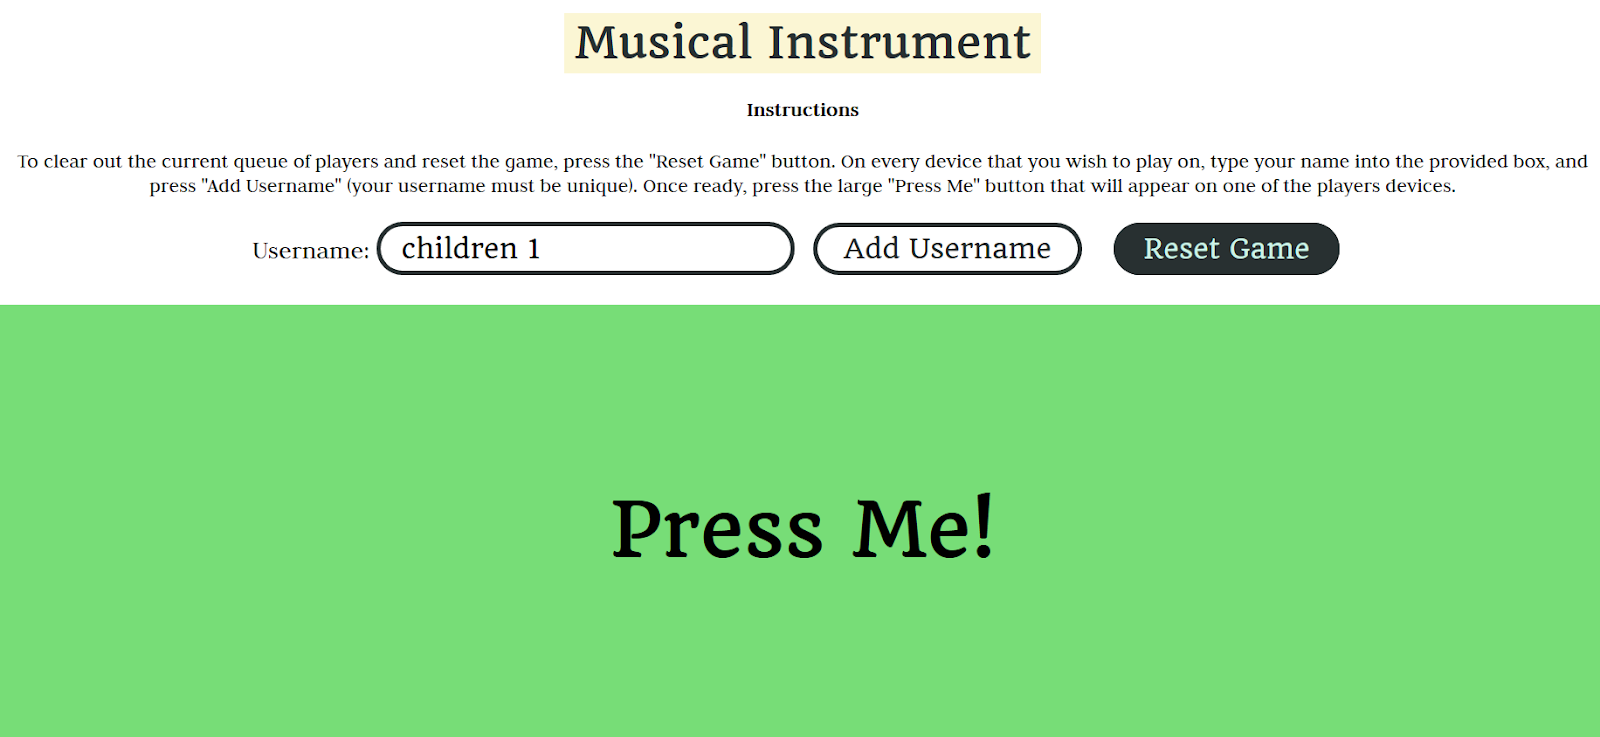 Musical Instrument
Instructions
To clear out the current queue of players and reset the game, press the "Reset Game" button. On every device that you wish to play on, type your name into the provided box, and
press "Add Username" (your username must be unique). Once ready, press the large "Press Me" button that will appear on one of the players devices.
Username: children 1 Add Username Reset Game
Press Me!